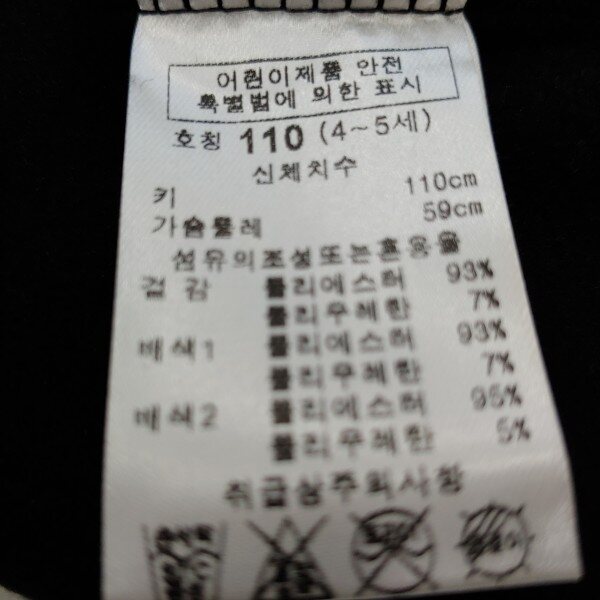 어린이제품 안전
특별법에 의한 표시
호칭 110 (4~5세)
신체치수
키 110cm
가슴둘레 59cm
섬유의조성또는혼용율
겉 감 폴리에스터 93%
폴리우레탄 7%
배색1 폴리에스터 93%
폴리우레탄 7%
배색2 폴리에스터 95%
폴리우레탄 5%
취급상주의사항